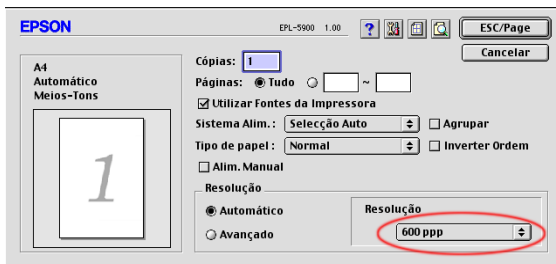 EPSON
EPL-5900 1.00
ESC/Page
Cancelar
A4
Automático
Meios-Tons
1
Cópias: 1
Páginas: Tudo ~
Utilizar Fontes da Impressora
Sistema Alim.: Selecção Auto Agrupar
Tipo de papel: Normal Inverter Ordem
Alim. Manual
Resolução
Automático
Avançado
Resolução
600 ppp